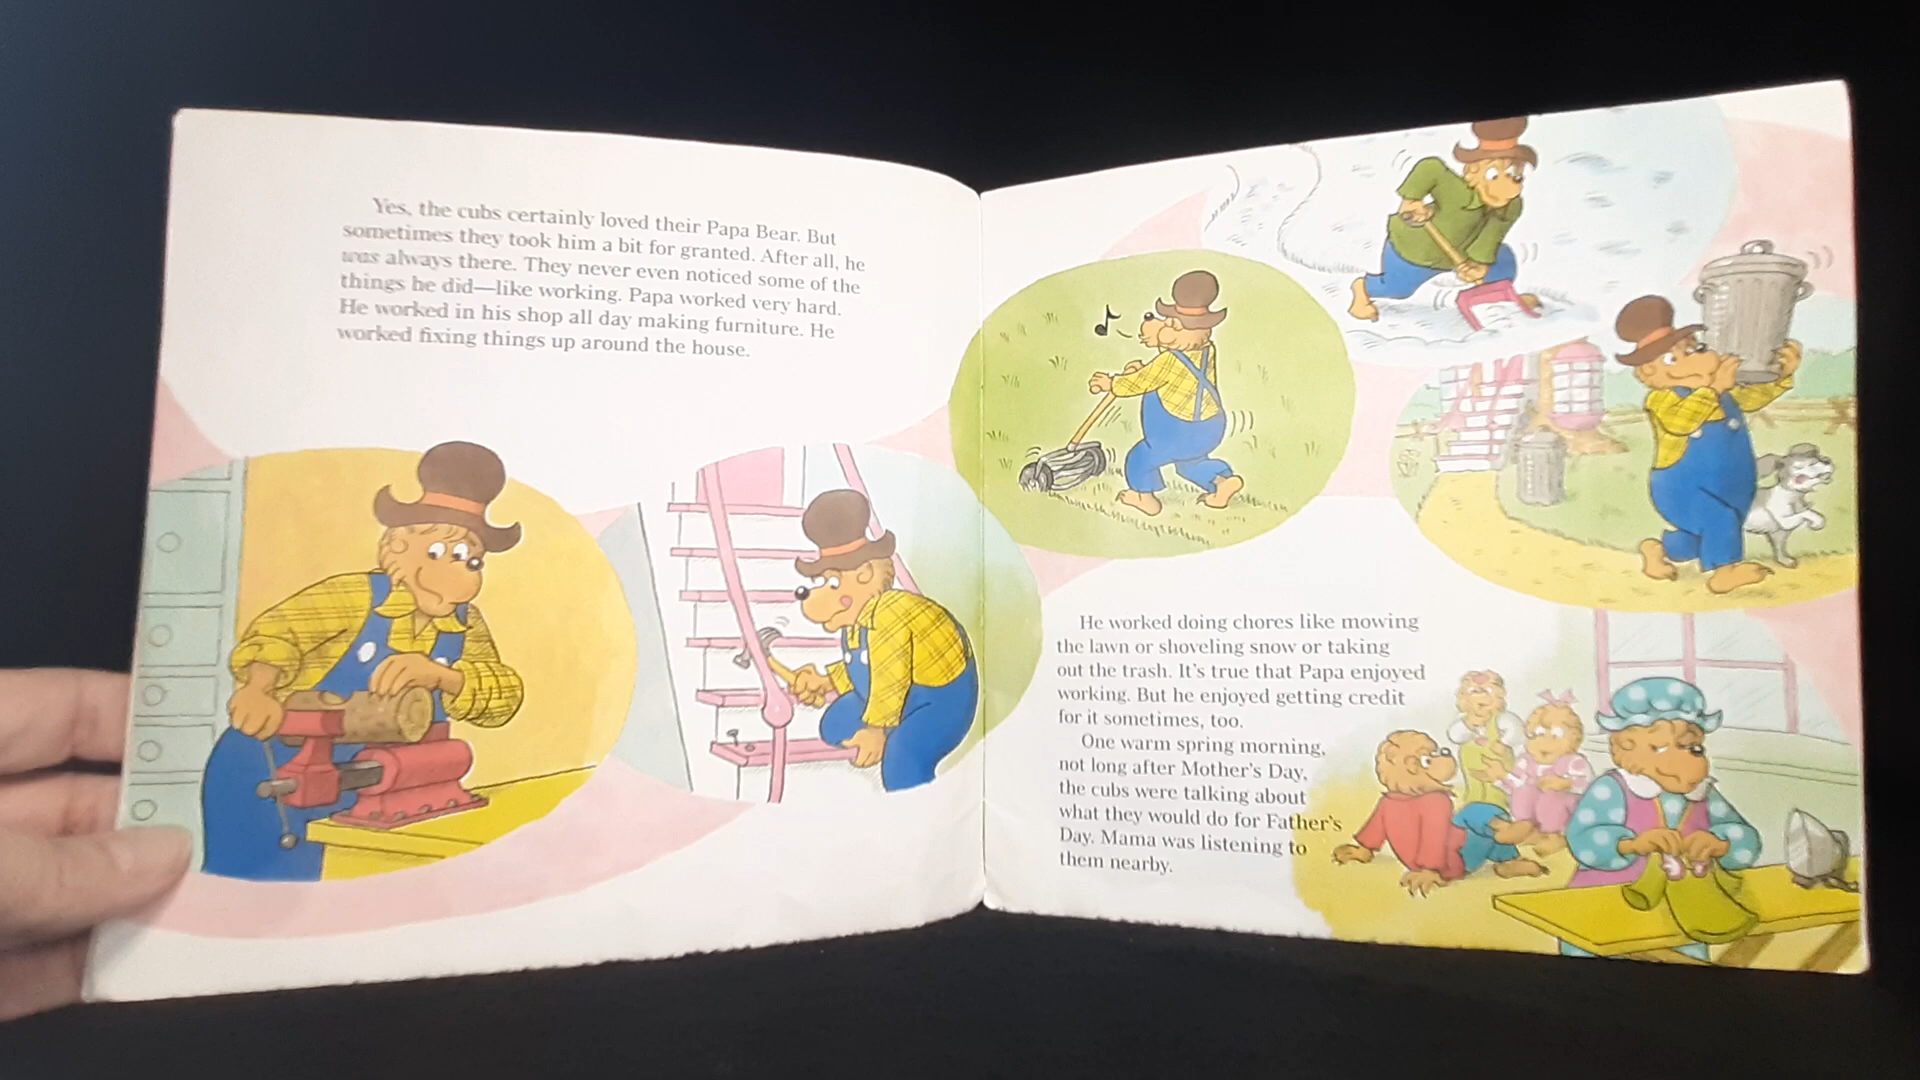 Yes, the cubs certainly loved their Papa Bear. But
sometimes they took him a bit for granted. After all, he
was always there. They never even noticed some of the
things he did—like working. Papa worked very hard.
He worked in his shop all day making furniture. He
worked fixing things up around the house.
He worked doing chores like mowing
the lawn or shoveling snow or taking
out the trash. It's true that Papa enjoyed
working. But he enjoyed getting credit
for it sometimes, too.
One warm spring morning,
not long after Mother's Day,
the cubs were talking about
what they would do for Father's
Day. Mama was listening to
them nearby.